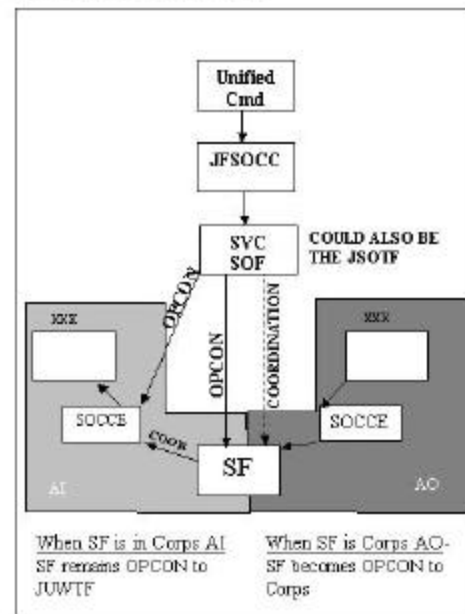 Unified
Cmd
JFSOCC
SVC
SOF
COULD ALSO BE
THE JSOTF
OPCON
OPCON
COORDINATION
XXX
XXX
SOCCE
SOCCE
COOR
SF
AI
AO
When SF is in Corps AI
SF remains OPCON to
JUWTF
When SF is Corps AO-
SF becomes OPCON to
Corps